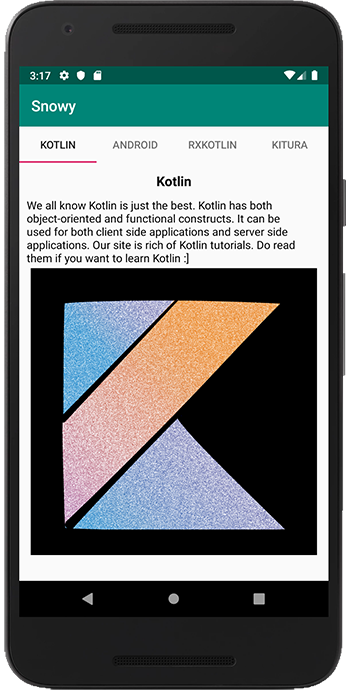 3:17
Snowy
KOTLIN ANDROID RXKOTLIN KITURA
Kotlin
We all know Kotlin is just the best. Kotlin has both
object-oriented and functional constructs. It can be
used for both client side applications and server side
applications. Our site is rich of Kotlin tutorials. Do read
them if you want to learn Kotlin :]